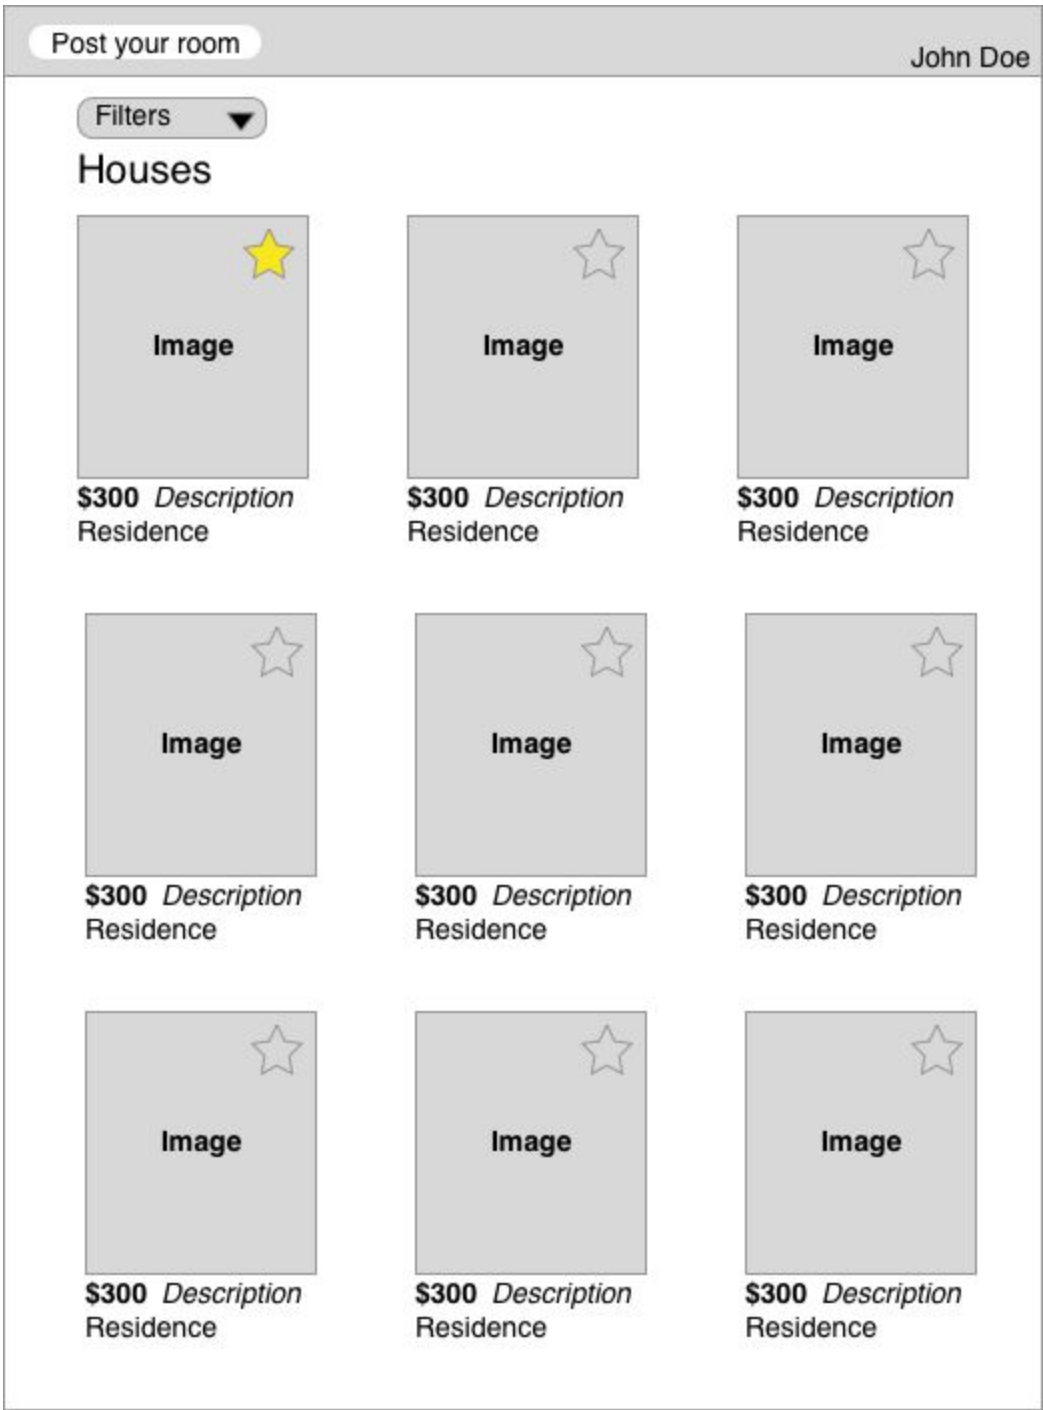 Post your room
John Doe
Filters
Houses
Image
Image
Image
$300 Description
Residence
$300 Description
Residence
$300 Description
Residence
Image
Image
Image
$300 Description
Residence
$300 Description
Residence
$300 Description
Residence
Image
Image
Image
$300 Description
Residence
$300 Description
Residence
$300 Description
Residence